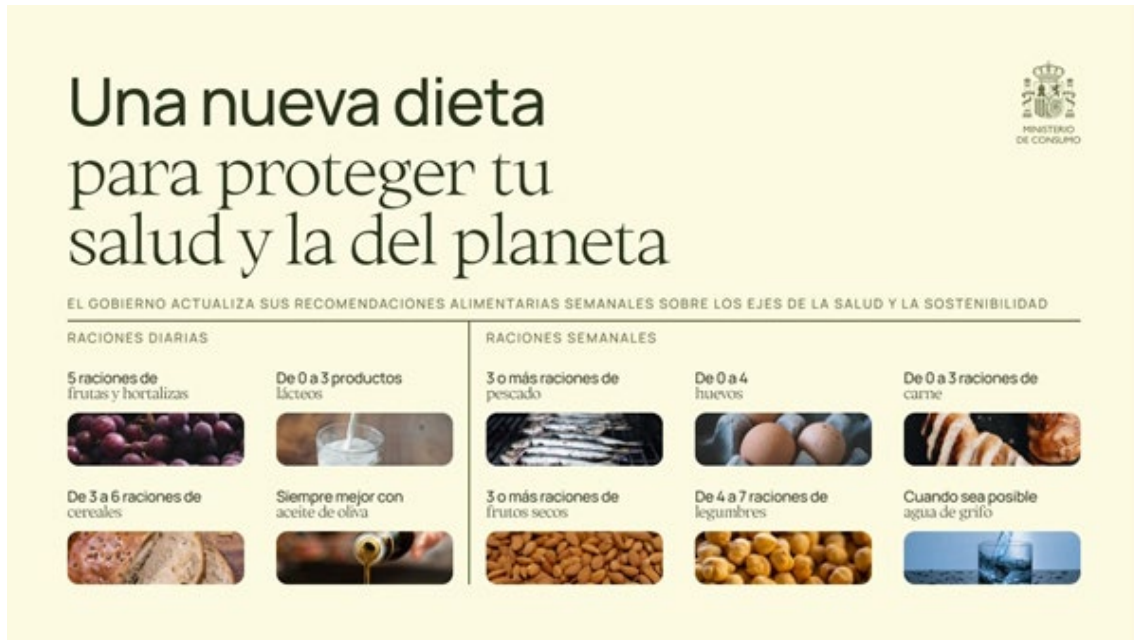 Una nueva dieta
para proteger tu
salud y la del planeta
MINISTERIO
DE CONSUMO
EL GOBIERNO ACTUALIZA SUS RECOMENDACIONES ALIMENTARIAS SEMANALES SOBRE LOS EJES DE LA SALUD Y LA SOSTENIBILIDAD
RACIONES DIARIAS
5 raciones de
frutas y hortalizas
De 0 a 3 productos
lácteos
De 3 a 6 raciones de
cereales
Siempre mejor con
aceite de oliva
RACIONES SEMANALES
3 o más raciones de
pescado
De 0 a 4
huevos
De 0 a 3 raciones de
carne
3 o más raciones de
frutos secos
De 4 a 7 raciones de
legumbres
Cuando sea posible
agua de grifo